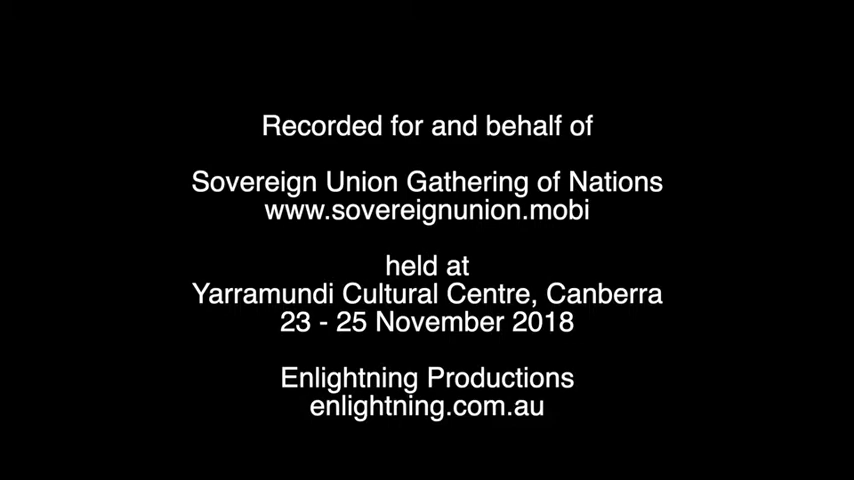 Recorded for and behalf of
Sovereign Union Gathering of Nations
www.sovereignunion.mobi
held at
Yarramundi Cultural Centre, Canberra
23 - 25 November 2018
Enlightning Productions
enlightning.com.au